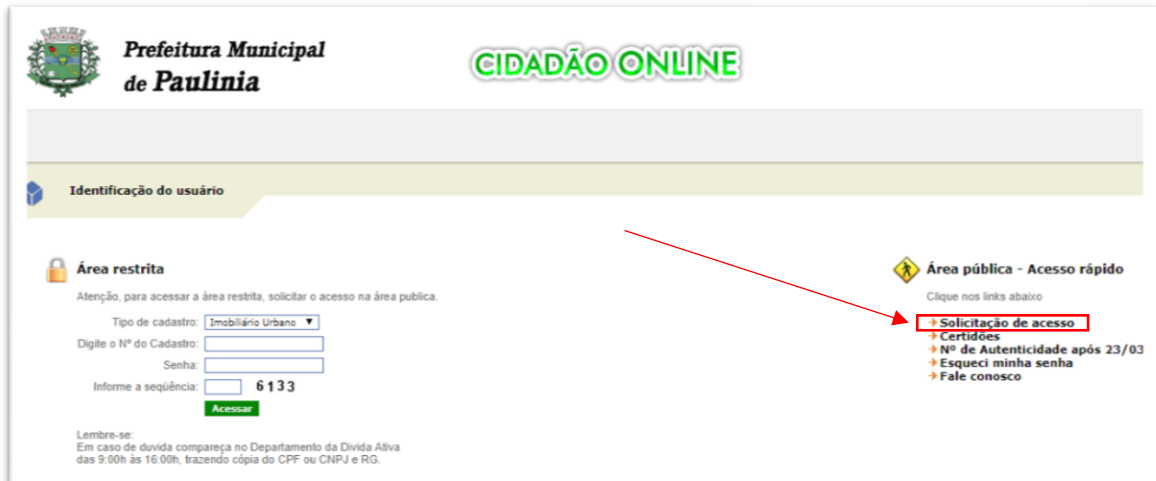 Prefeitura Municipal
de Paulinia
CIDADÃO ONLINE
Identificação do usuário
Área restrita
Atenção, para acessar a área restrita, solicitar o acesso na área publica.
Tipo de cadastro: Imobiliário Urbano
Digite o Nº do Cadastro:
Senha:
Informe a seqüência: 6133
Acessar
Lembre-se:
Em caso de duvida compareça no Departamento da Divida Ativa
das 9:00h às 16:00h, trazendo cópia do CPF ou CNPJ e RG.
Área pública - Acesso rápido
Clique nos links abaixo
Solicitação de acesso
Certidões
Nº de Autenticidade após 23/03
Esqueci minha senha
Fale conosco